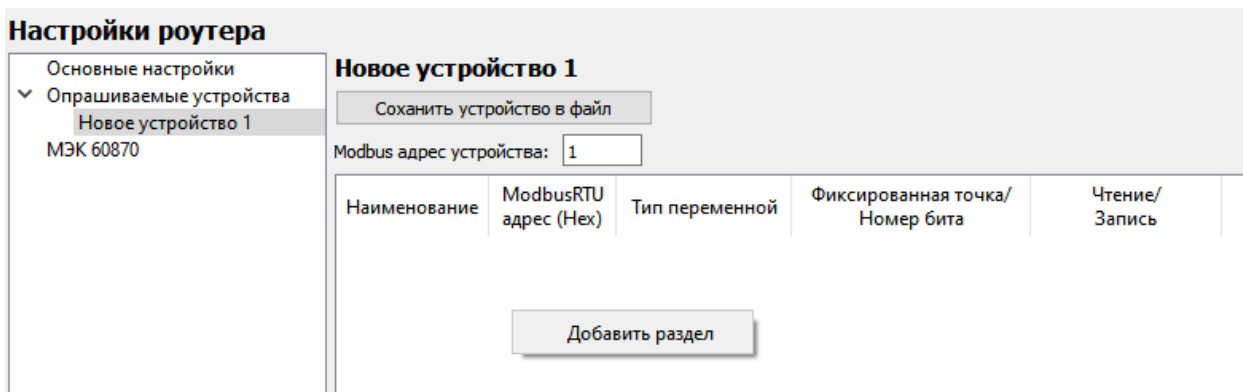 Настройки роутера
Основные настройки
Опрашиваемые устройства
Новое устройство 1
МЭК 60870
Новое устройство 1
Соханить устройство в файл
Modbus адрес устройства: 1
Наименование
ModbusRTU
адрес (Hex)
Тип переменной
Фиксированная точка/
Номер бита
Чтение/
Запись
Добавить раздел